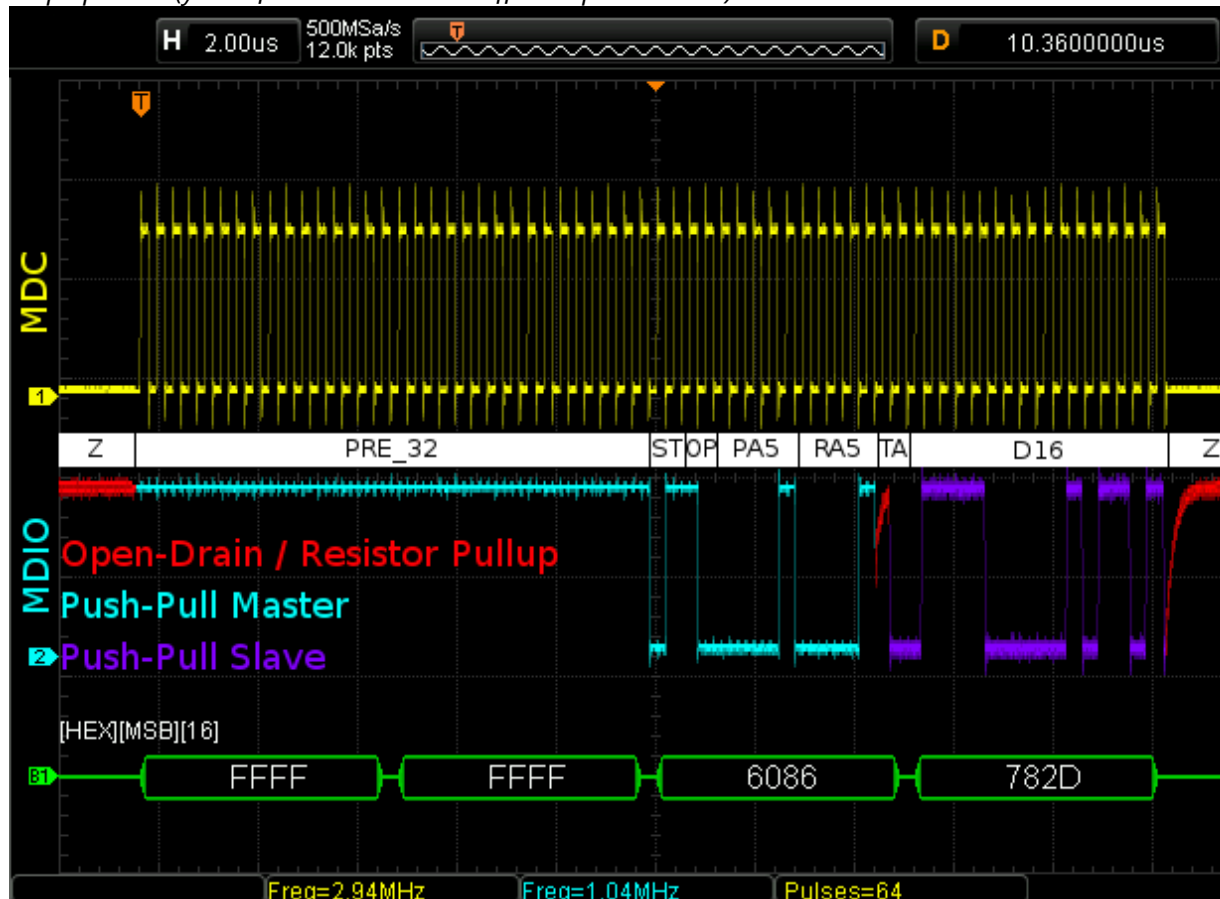 H 2.00us 500MSa/s 12.0k pts T D 10.3600000us
T
MDC
1
Z PRE_32 ST OP PA5 RA5 TA D16 Z
MDIO
Open-Drain / Resistor Pullup
Push-Pull Master
2 Push-Pull Slave
[HEX][MSB][16]
B1 FFFF FFFF 6086 782D
Freq=2.94MHz Freq=1.04MHz Pulses=64